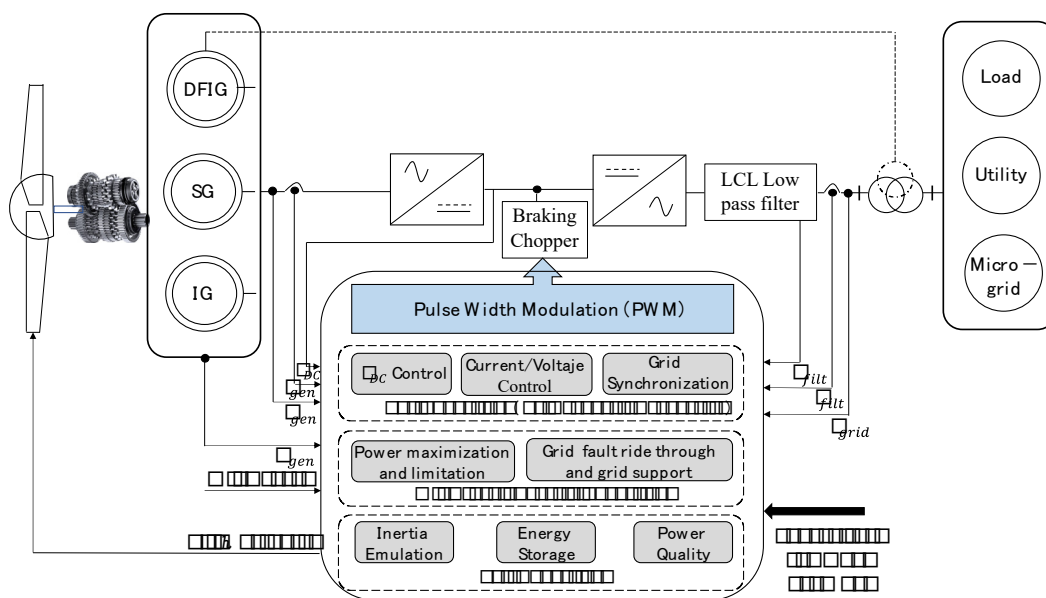 DFIG
SG
IG
LCL Low
pass filter
Braking
Chopper
Load
Utility
Micro-
grid
Pulse Width Modulation (PWM)
DC
gen
gen
gen
DC Control
Current/Voltaje
Control
Grid
Synchronization
filt
filt
grid
Power maximization
and limitation
Grid fault ride through
and grid support
Inertia
Emulation
Energy
Storage
Power
Quality